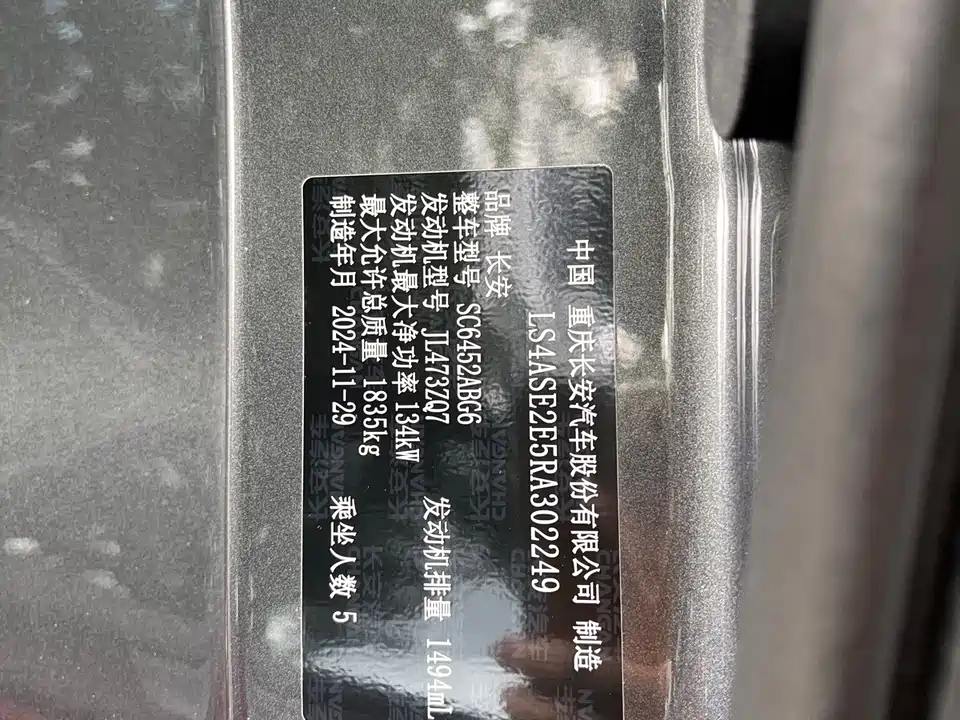 中国 重庆长安汽车股份有限公司 制造
LS4ASE2E5RA302249
品牌 长安
整车型号 SC6452ABG6
发动机型号 JL473ZQ7 发动机排量 1494mL
发动机最大净功率 134kW
最大允许总质量 1835kg
制造年月 2024-11-29 乘坐人数 5